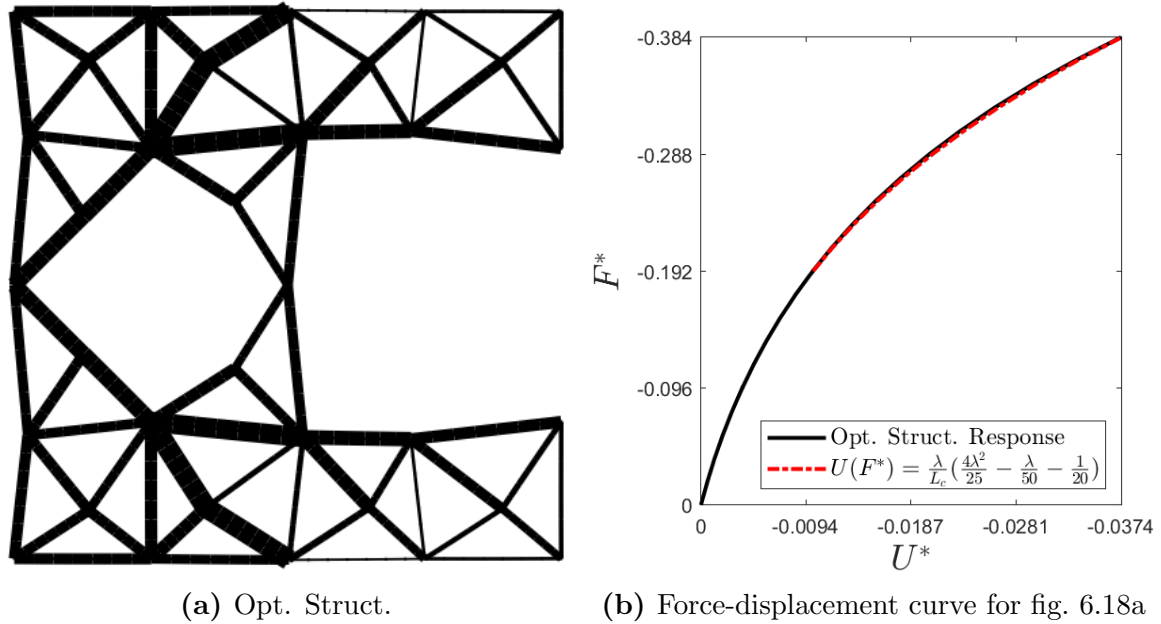 -0.384
-0.288
-0.192
-0.096
0
F*
0 -0.0094 -0.0187 -0.0281 -0.0374
U*
Opt. Struct. Response
U(F*) = λ/L_c(4λ²/25 − λ/50 − 1/20)
(a) Opt. Struct.
(b) Force-displacement curve for fig. 6.18a